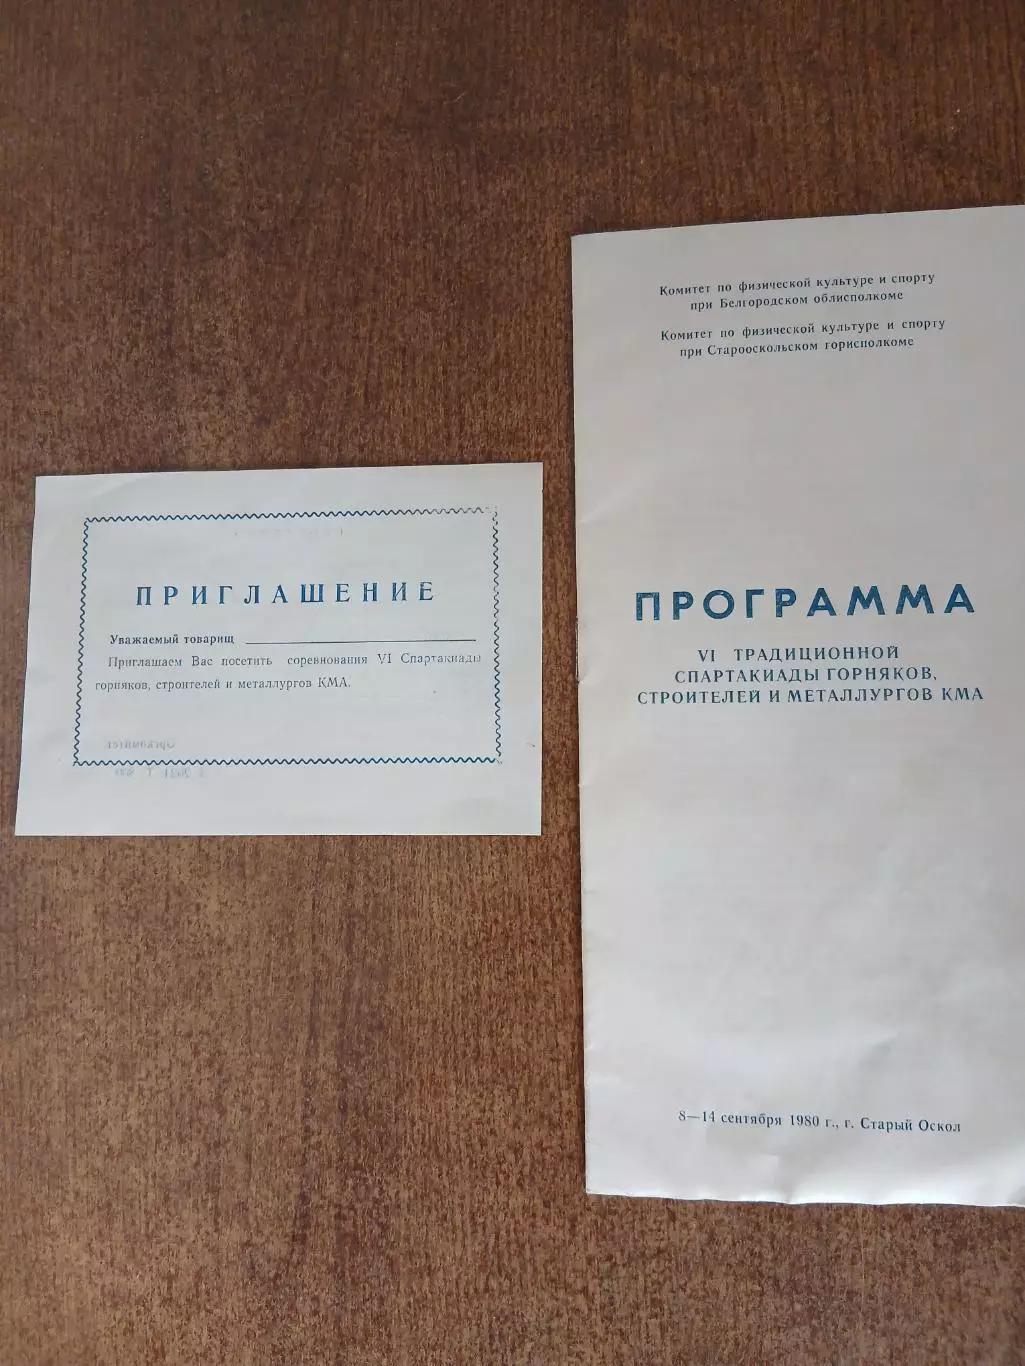 ПРИГЛАШЕНИЕ
Уважаемый товарищ
Приглашаем Вас посетить соревнования VI Спартакиады
горняков, строителей и металлургов КМА.
Оргкомитет
Комитет по физической культуре и спорту
при Белгородском облисполкоме
Комитет по физической культуре и спорту
при Старооскольском горисполкоме
ПРОГРАММА
VI ТРАДИЦИОННОЙ
СПАРТАКИАДЫ ГОРНЯКОВ,
СТРОИТЕЛЕЙ И МЕТАЛЛУРГОВ КМА
8—14 сентября 1980 г., г. Старый Оскол